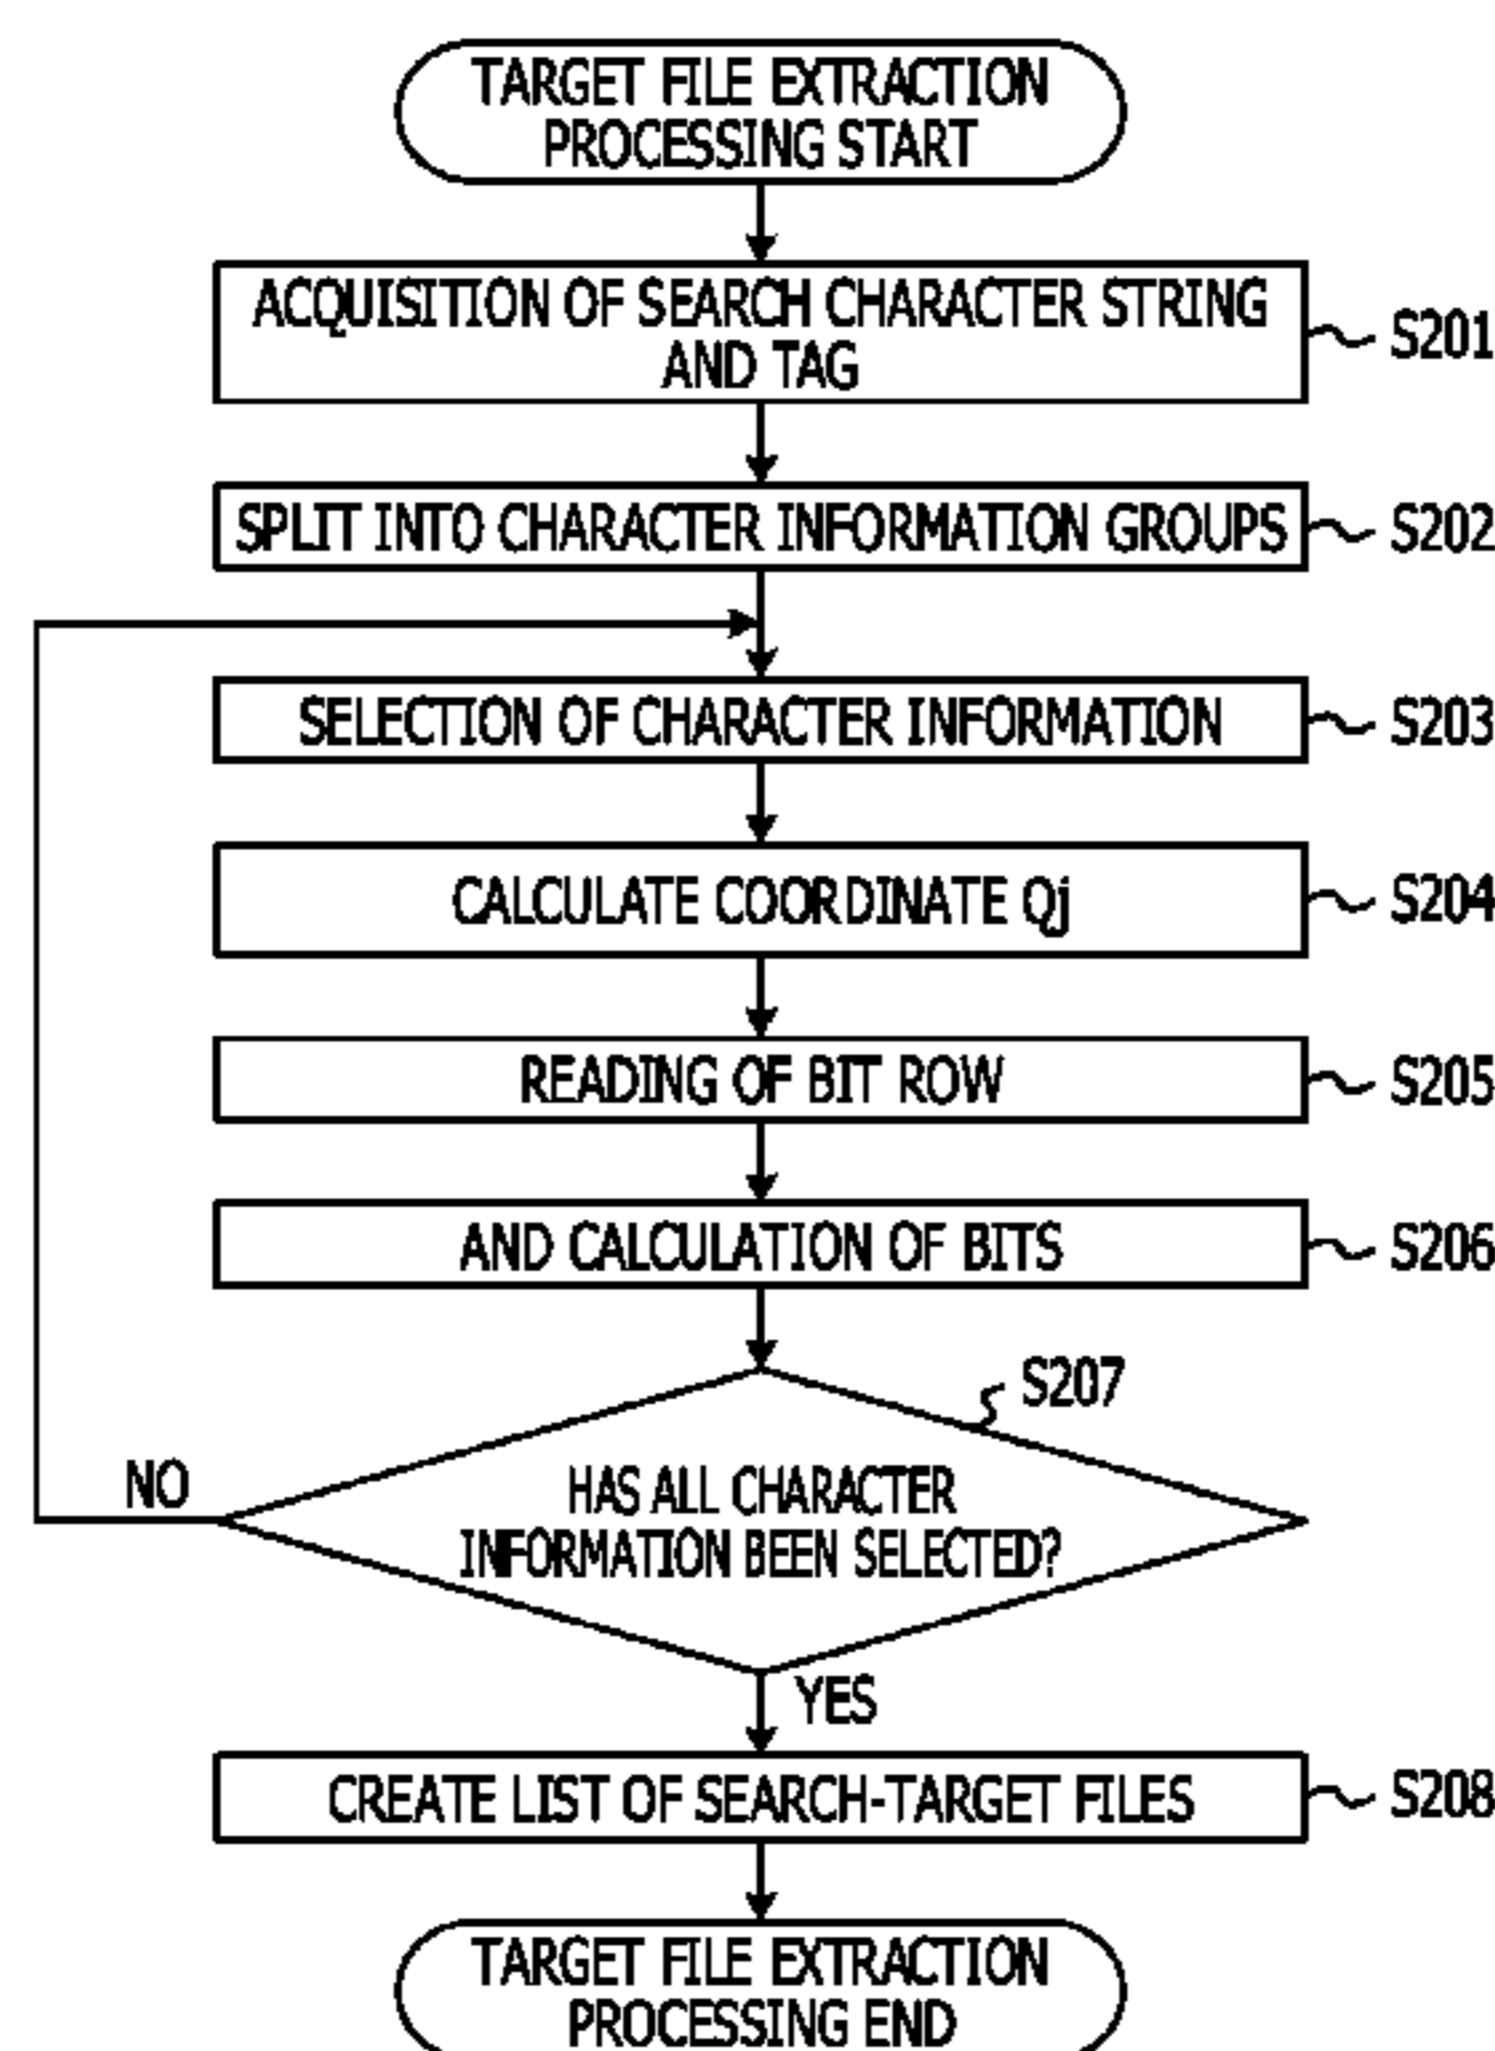 TARGET FILE EXTRACTION
PROCESSING START
ACQUISITION OF SEARCH CHARACTER STRING
AND TAG
S201
SPLIT INTO CHARACTER INFORMATION GROUPS
S202
SELECTION OF CHARACTER INFORMATION
S203
CALCULATE COORDINATE Qj
S204
READING OF BIT ROW
S205
AND CALCULATION OF BITS
S206
S207
NO
HAS ALL CHARACTER
INFORMATION BEEN SELECTED?
YES
CREATE LIST OF SEARCH-TARGET FILES
S208
TARGET FILE EXTRACTION
PROCESSING END